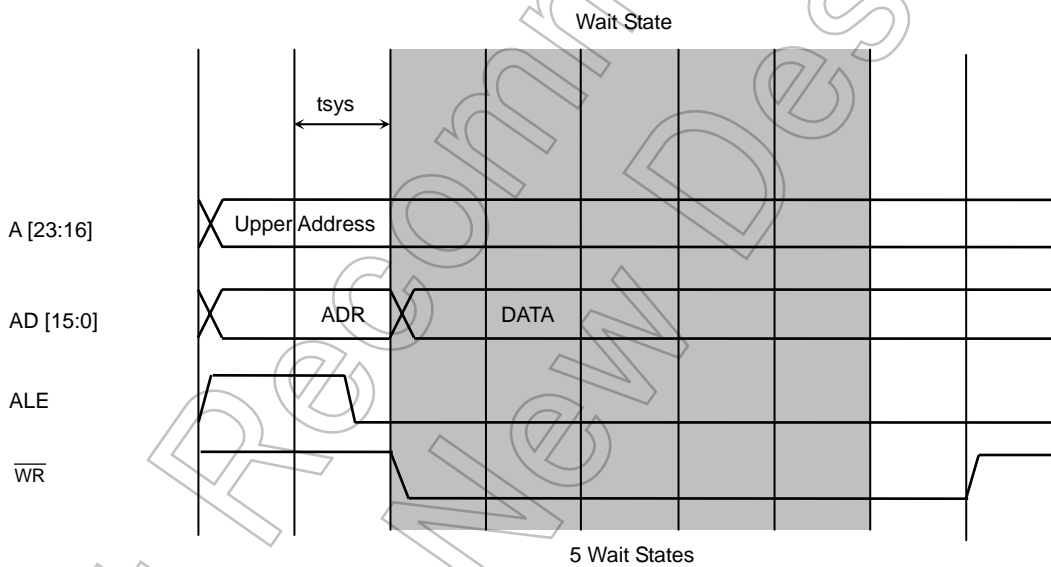 Wait State
tsys
A [23:16]
Upper Address
AD [15:0]
ADR
DATA
ALE
WR
5 Wait States